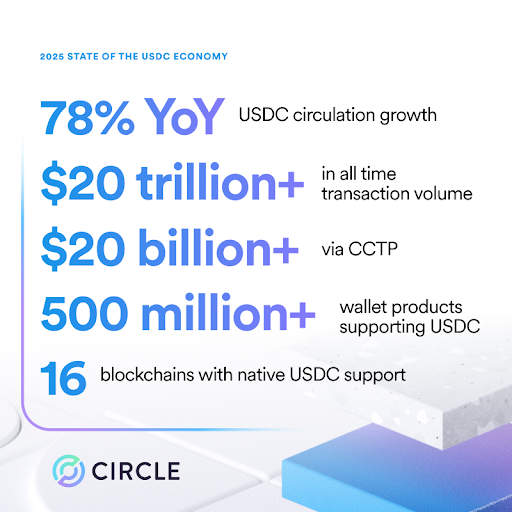 2025 STATE OF THE USDC ECONOMY
78% YoY USDC circulation growth
$20 trillion+ in all time
transaction volume
$20 billion+ via CCTP
500 million+ wallet products
supporting USDC
16 blockchains with native USDC support
CIRCLE